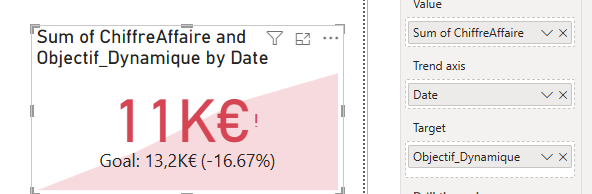 Value
Sum of ChiffreAffaire and
Objectif_Dynamique by Date
Sum of ChiffreAffaire
Trend axis
Date
11K€ !
Target
Goal: 13,2K€ (-16.67%)
Objectif_Dynamique